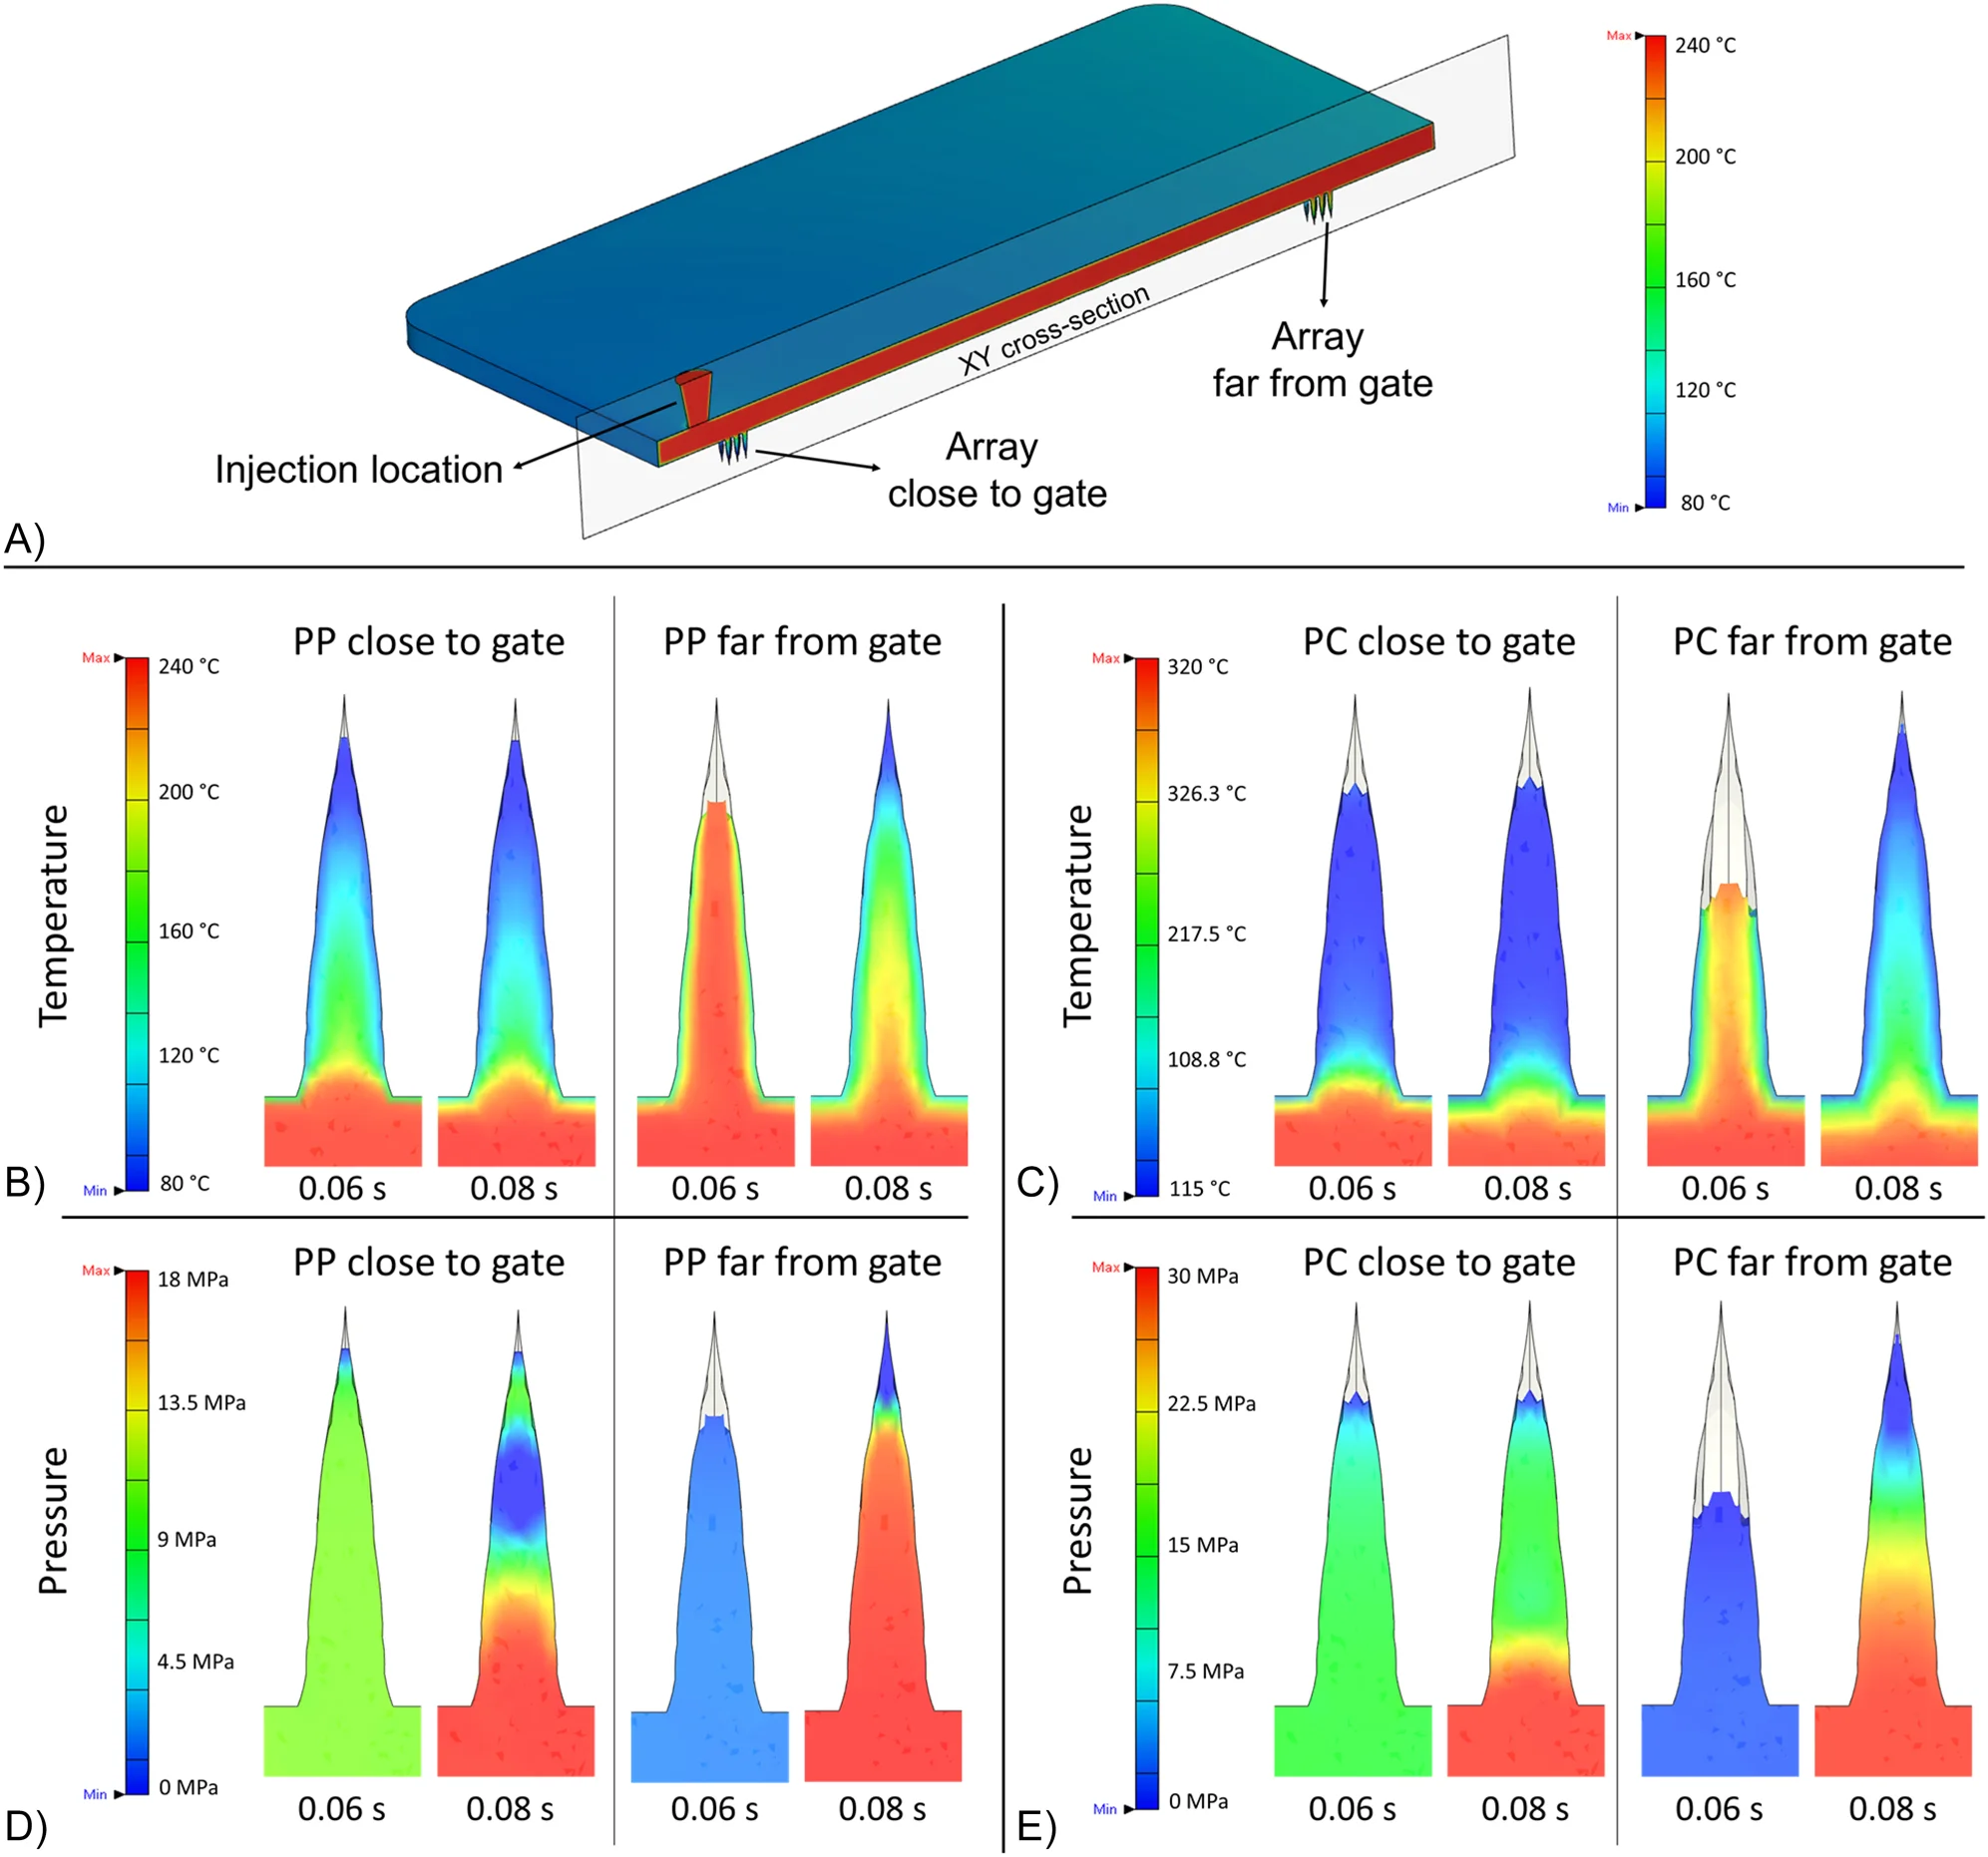 Max
240 °C
200 °C
160 °C
120 °C
Min
80 °C
XY cross-section
Array
far from gate
Injection location
Array
close to gate
A)
PP close to gate
PP far from gate
Max
240 °C
200 °C
160 °C
120 °C
80 °C
Min
Temperature
0.06 s
0.08 s
0.06 s
0.08 s
B)
PC close to gate
PC far from gate
Max
320 °C
326.3 °C
217.5 °C
108.8 °C
115 °C
Min
Temperature
0.06 s
0.08 s
0.06 s
0.08 s
C)
PP close to gate
PP far from gate
Max
18 MPa
13.5 MPa
9 MPa
4.5 MPa
0 MPa
Min
Pressure
0.06 s
0.08 s
0.06 s
0.08 s
D)
PC close to gate
PC far from gate
Max
30 MPa
22.5 MPa
15 MPa
7.5 MPa
0 MPa
Min
Pressure
0.06 s
0.08 s
0.06 s
0.08 s
E)